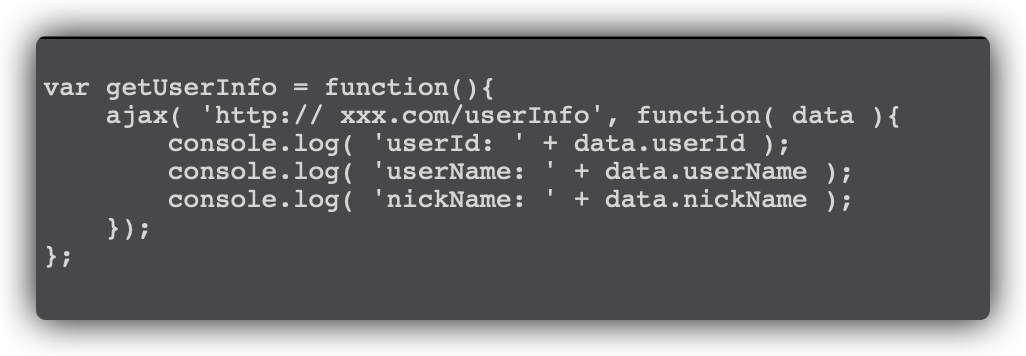 var getUserInfo = function(){
    ajax( 'http:// xxx.com/userInfo', function( data ){
        console.log( 'userId: ' + data.userId );
        console.log( 'userName: ' + data.userName );
        console.log( 'nickName: ' + data.nickName );
    });
};